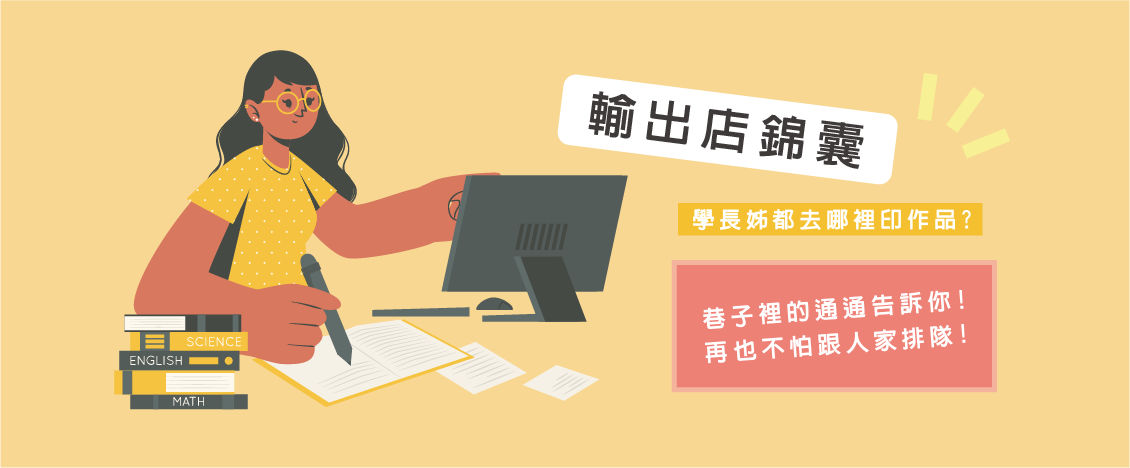 輸出店錦囊
學長姊都去哪裡印作品?
巷子裡的通通告訴你!
再也不怕跟人家排隊!
SCIENCE
ENGLISH
MATH